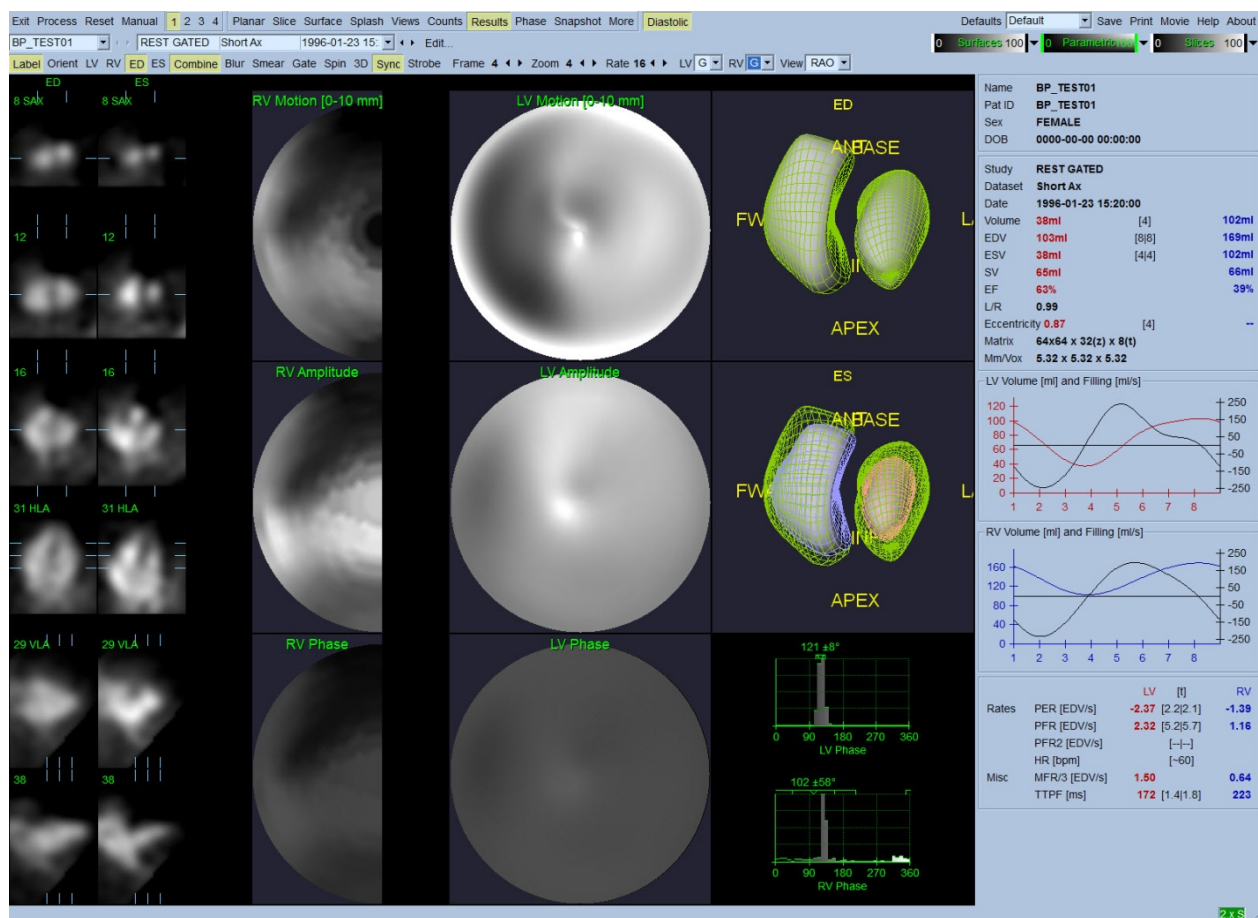 Exit Process Reset Manual 1 2 3 4 Planar Slice Surface Splash Views Counts Results Phase Snapshot More Diastolic Defaults Default Save Print Movie Help About
BP_TEST01 REST GATED Short Ax 1996-01-23 15: Edit...
0 Surfaces 100 0 Parametric 100 0 Slices 100
Label Orient LV RV ED ES Combine Blur Smear Gate Spin 3D Sync Strobe Frame 4 Zoom 4 Rate 16 LV G RV G View RAO
ED ES
8 SAX
12 12
16 16
31 HLA
29 VLA 29 VLA
38 38
RV Motion [0-10 mm] LV Motion [0-10 mm] ED
ANT BASE
FW L
IN
APEX
RV Amplitude LV Amplitude ES
ANT BASE
FW L
INF
APEX
RV Phase LV Phase
121 ±8°
0 90 180 270 360
LV Phase
102 ±58°
0 90 180 270 360
RV Phase
Name BP_TEST01
Pat ID BP_TEST01
Sex FEMALE
DOB 0000-00-00 00:00:00
Study REST GATED
Dataset Short Ax
Date 1996-01-23 15:20:00
Volume 38ml [4] 102ml
EDV 103ml [8|8] 169ml
ESV 38ml [4|4] 102ml
SV 65ml 66ml
EF 63% 39%
L/R 0.99
Eccentricity 0.87 [4] --
Matrix 64x64 x 32(z) x 8(t)
Mm/Vox 5.32 x 5.32 x 5.32
LV Volume [ml] and Filling [ml/s]
120 100 80 60 40 20 0
250 150 50 -50 -150 -250
1 2 3 4 5 6 7 8
RV Volume [ml] and Filling [ml/s]
160 120 80 40 0
250 150 50 -50 -150 -250
1 2 3 4 5 6 7 8
LV [t] RV
Rates PER [EDV/s] -2.37 [2.2|2.1] -1.39
PFR [EDV/s] 2.32 [5.2|5.7] 1.16
PFR2 [EDV/s] [--|--]
HR [bpm] [~60]
Misc MFR/3 [EDV/s] 1.50 0.64
TTPF [ms] 172 [1.4|1.8] 223
2 x S